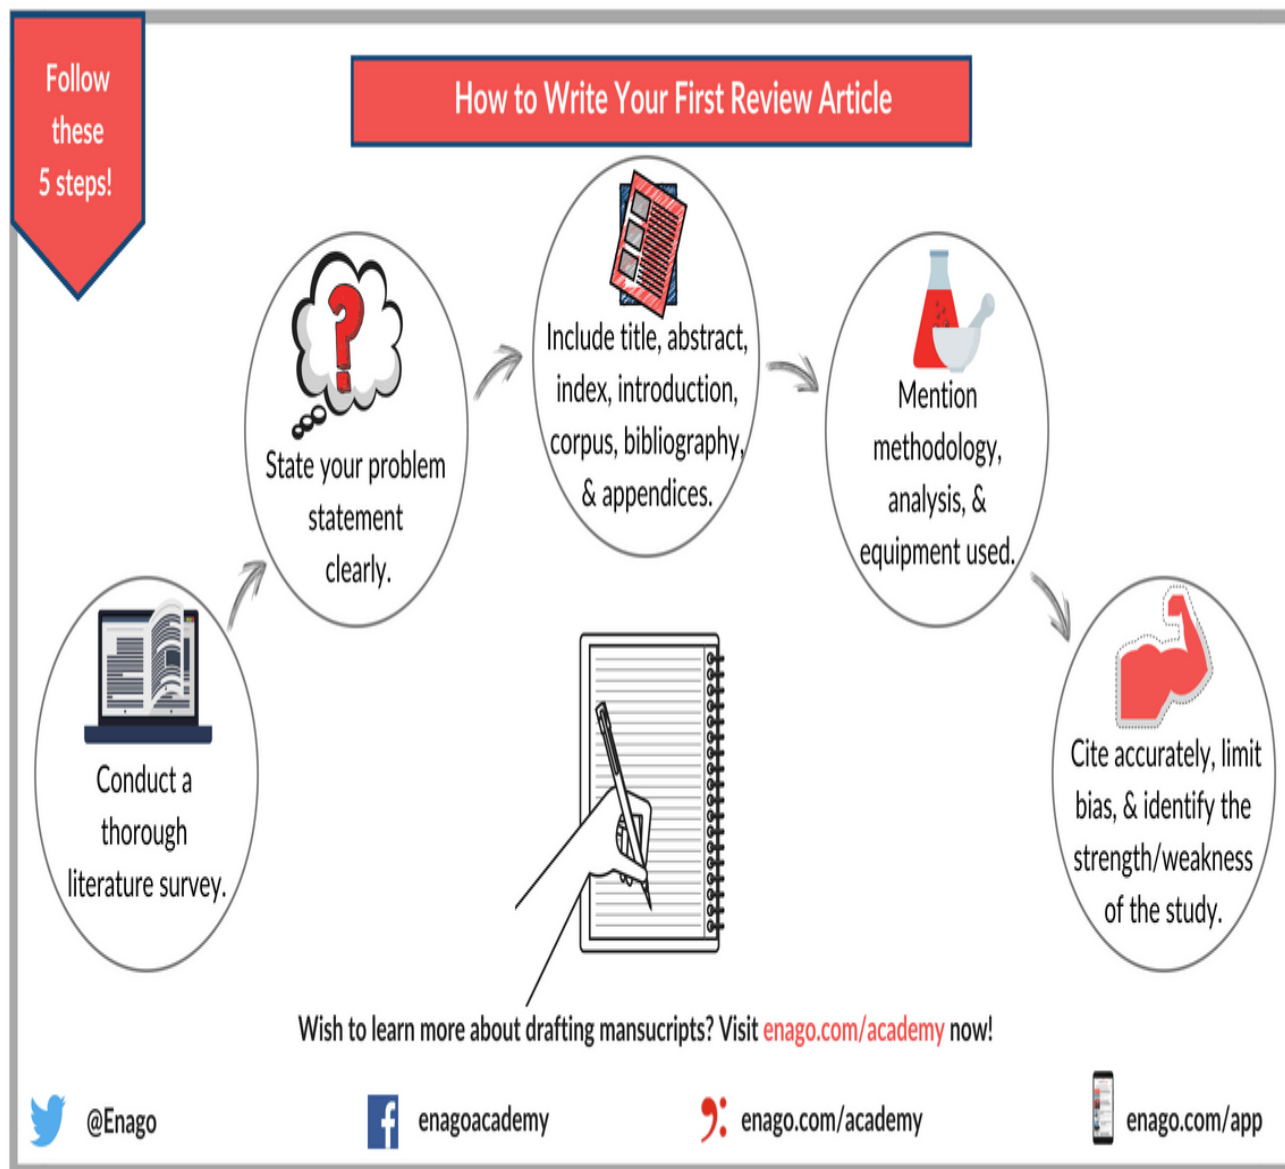 Follow
these
5 steps!
How to Write Your First Review Article
Conduct a
thorough
literature survey.
State your problem
statement
clearly.
Include title, abstract,
index, introduction,
corpus, bibliography,
& appendices.
Mention
methodology,
analysis, &
equipment used.
Cite accurately, limit
bias, & identify the
strength/weakness
of the study.
Wish to learn more about drafting mansucripts? Visit enago.com/academy now!
@Enago
enagoacademy
enago.com/academy
enago.com/app